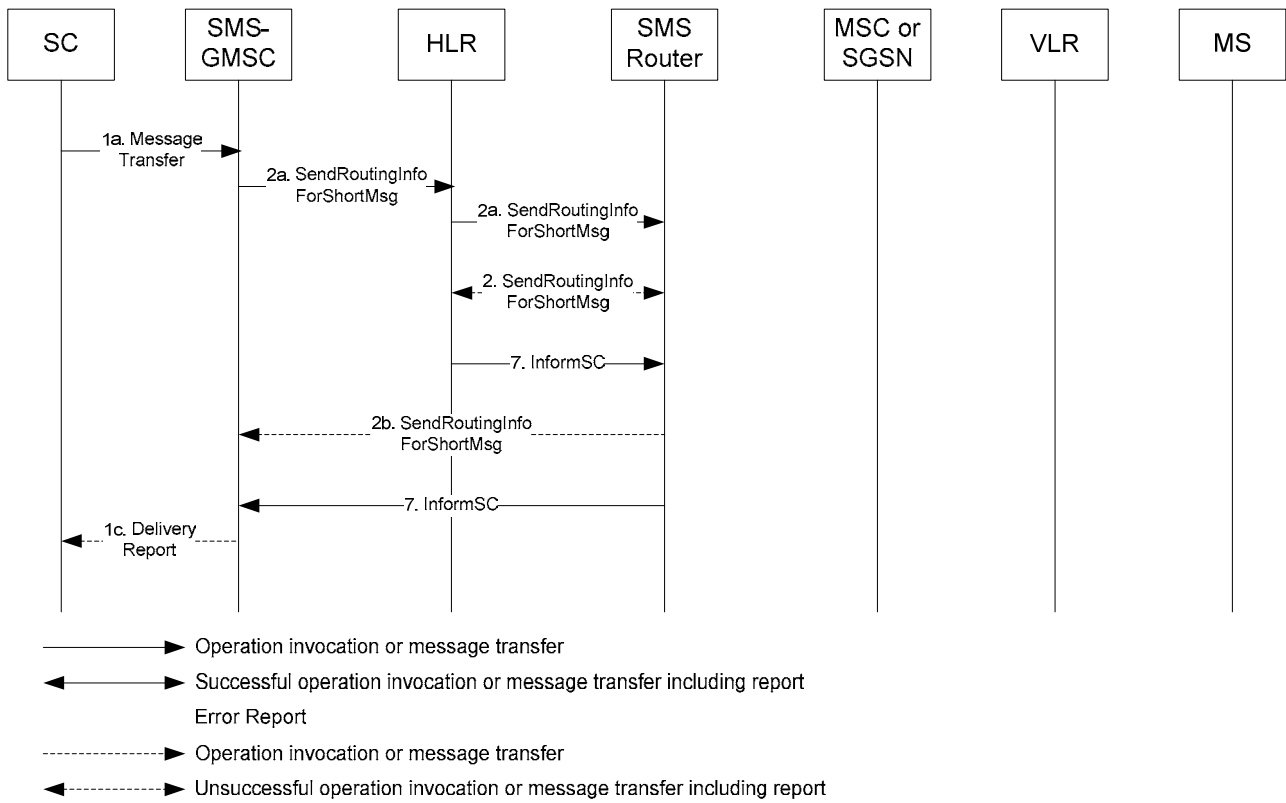 SC
SMS-
GMSC
HLR
SMS
Router
MSC or
SGSN
VLR
MS
1a. Message
Transfer
2a. SendRoutingInfo
ForShortMsg
2a. SendRoutingInfo
ForShortMsg
2. SendRoutingInfo
ForShortMsg
7. InformSC
2b. SendRoutingInfo
ForShortMsg
7. InformSC
1c. Delivery
Report
Operation invocation or message transfer
Successful operation invocation or message transfer including report
Error Report
Operation invocation or message transfer
Unsuccessful operation invocation or message transfer including report